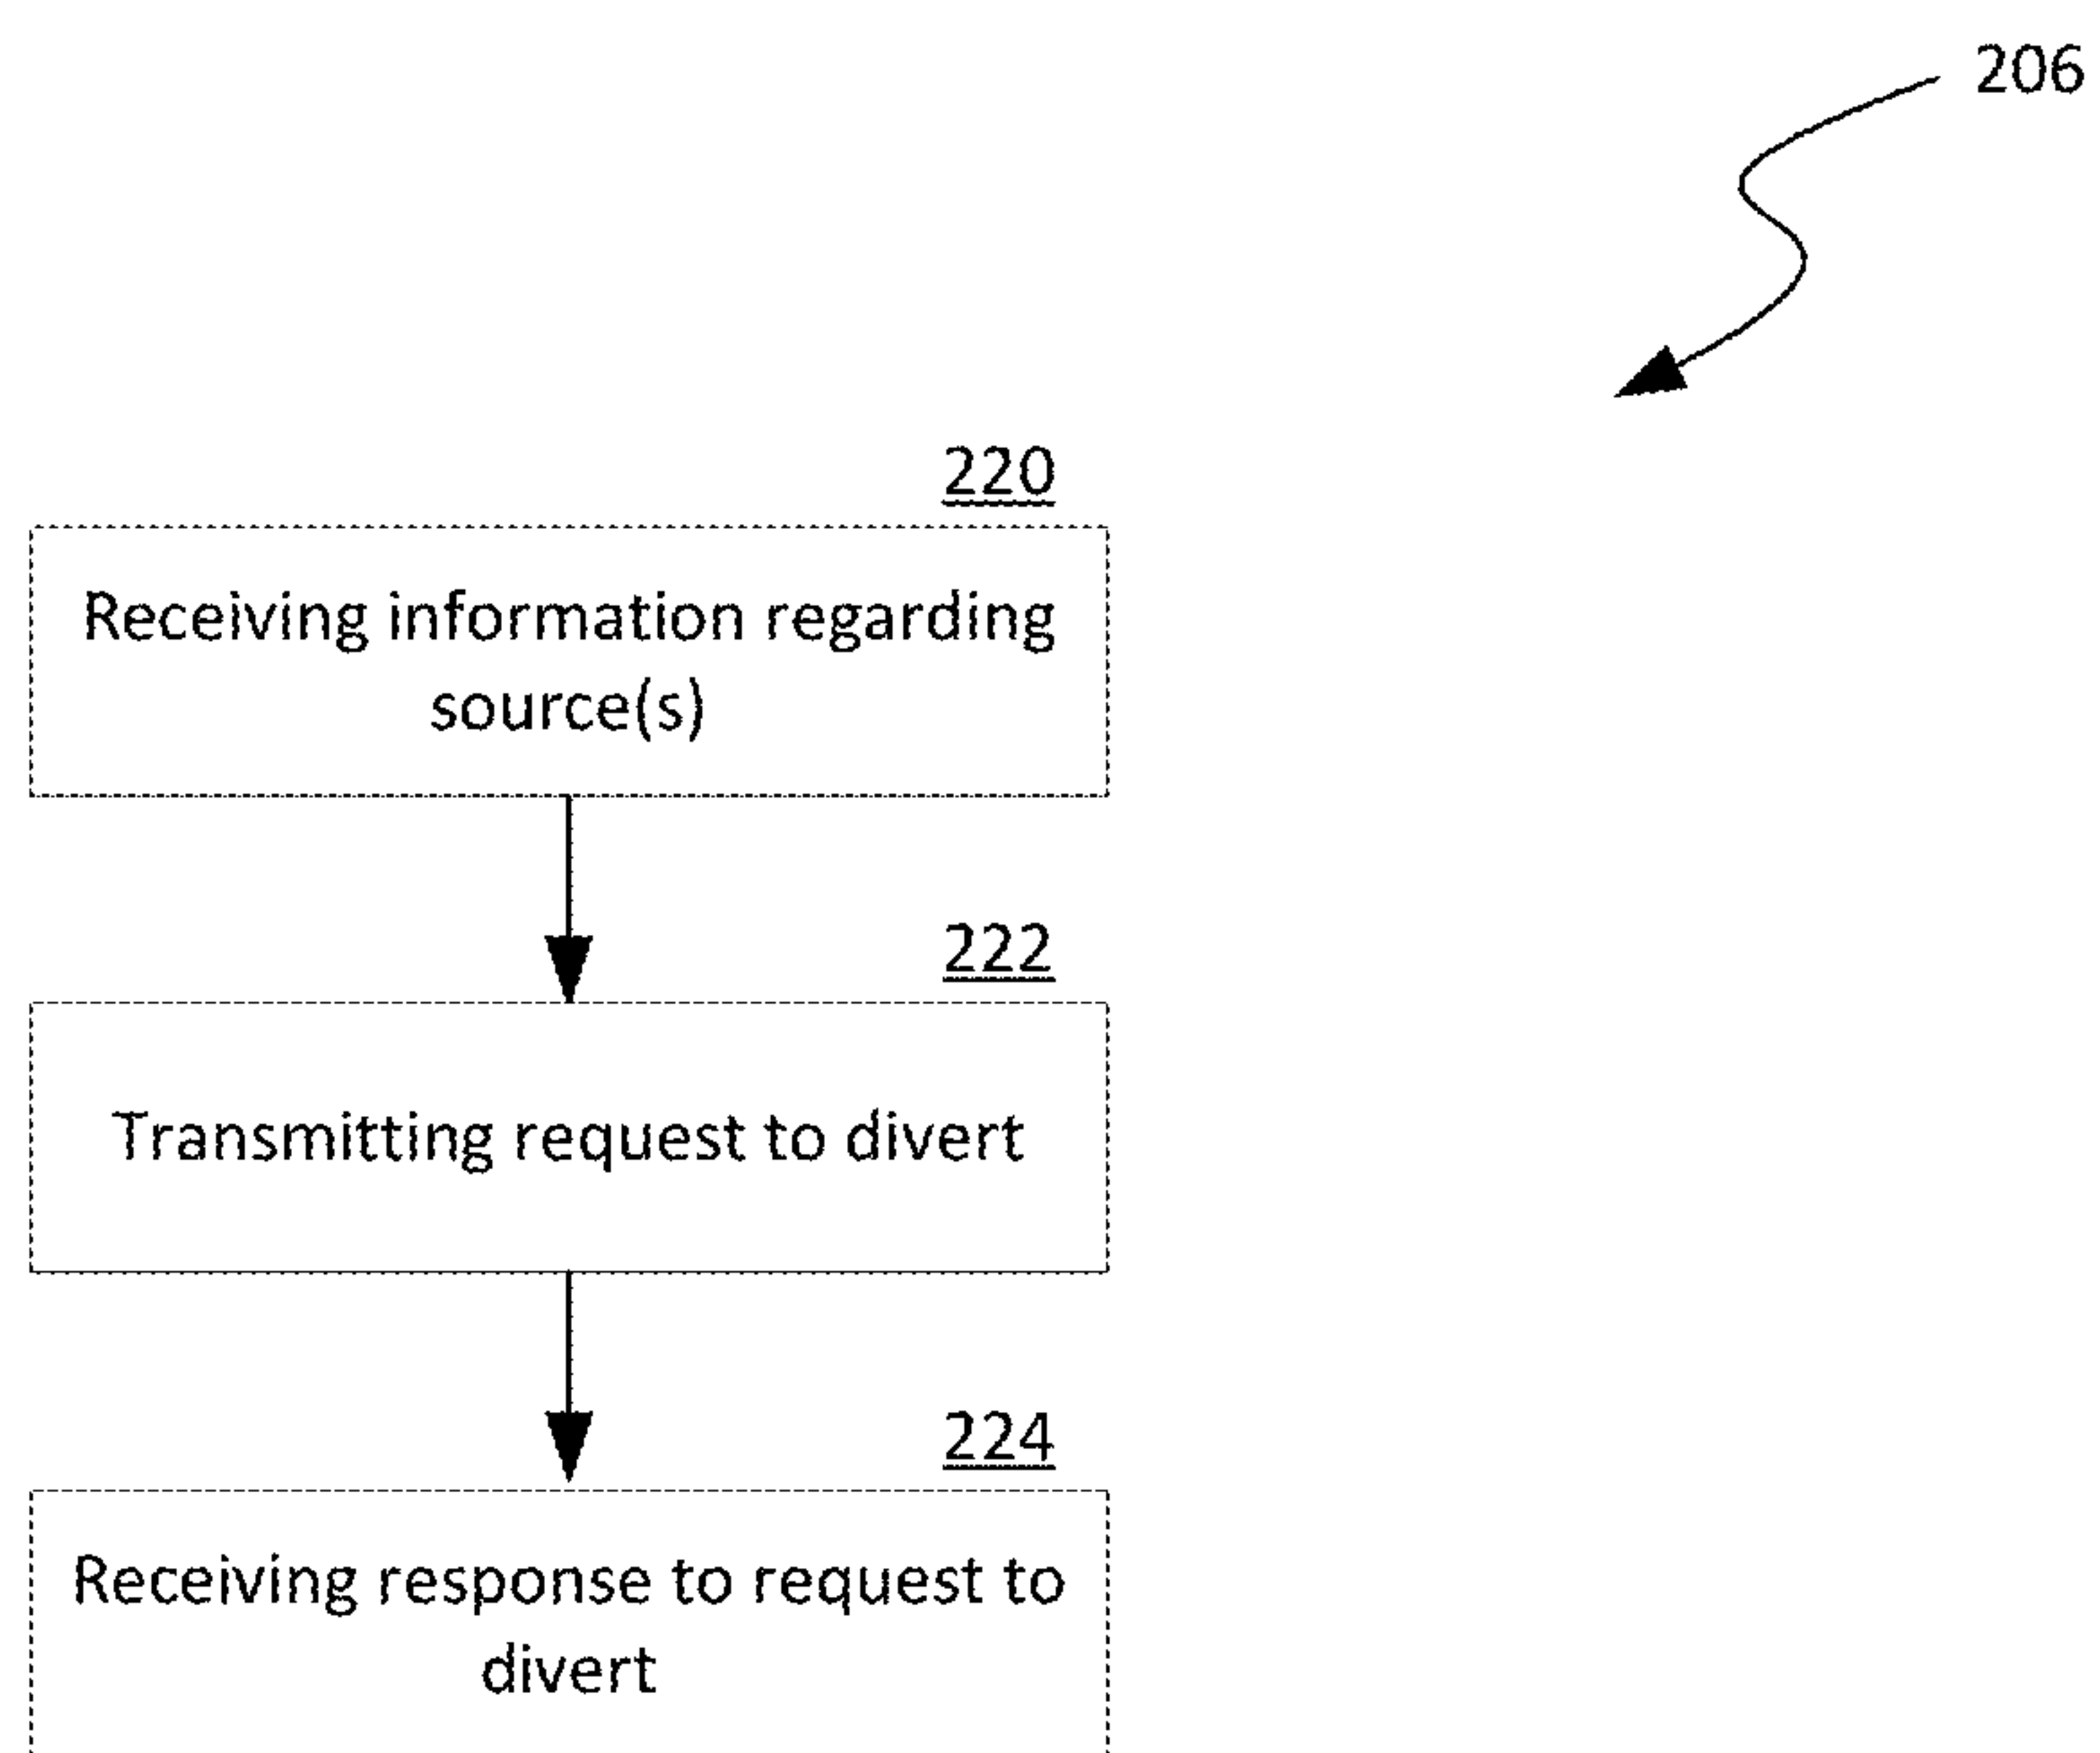 206
220
Receiving information regarding
source(s)
222
Transmitting request to divert
224
Receiving response to request to
divert